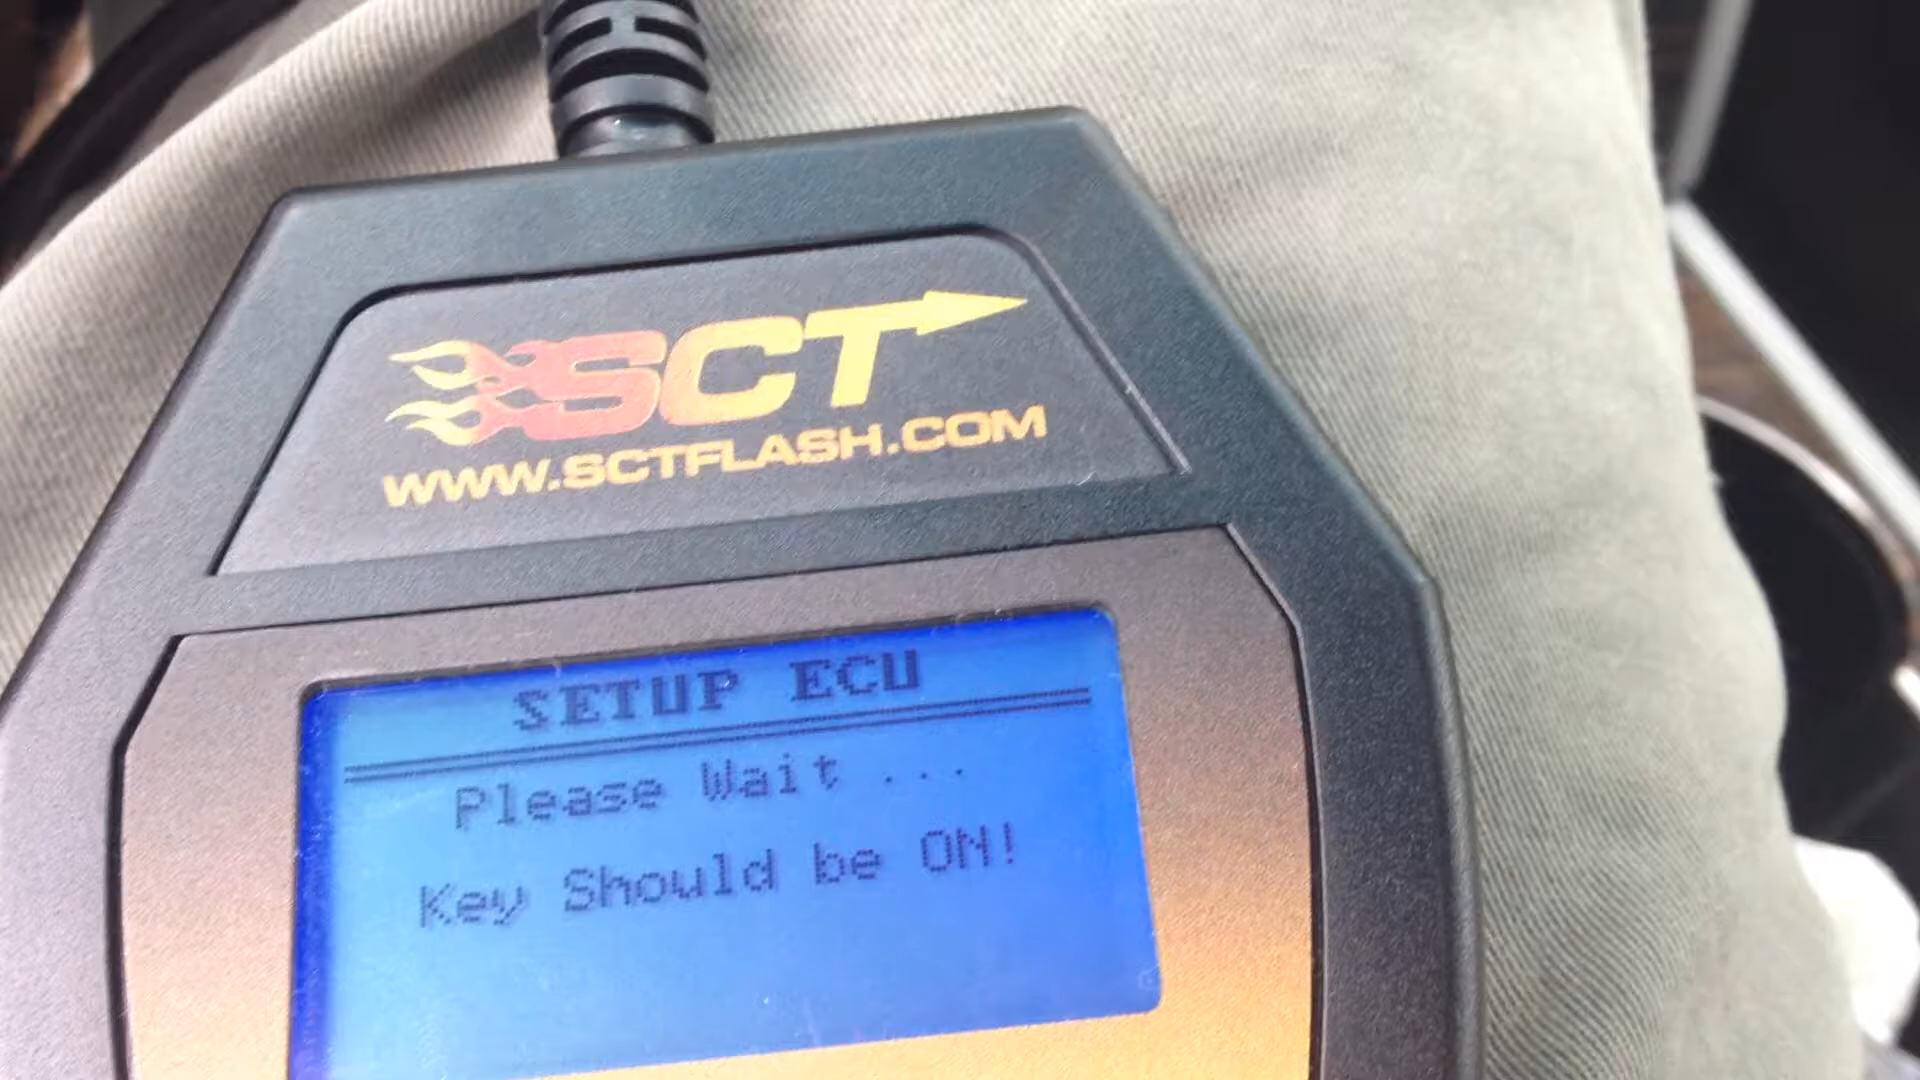 SCT
WWW.SCTFLASH.COM
SETUP ECU
Please Wait ...
Key Should be ON!